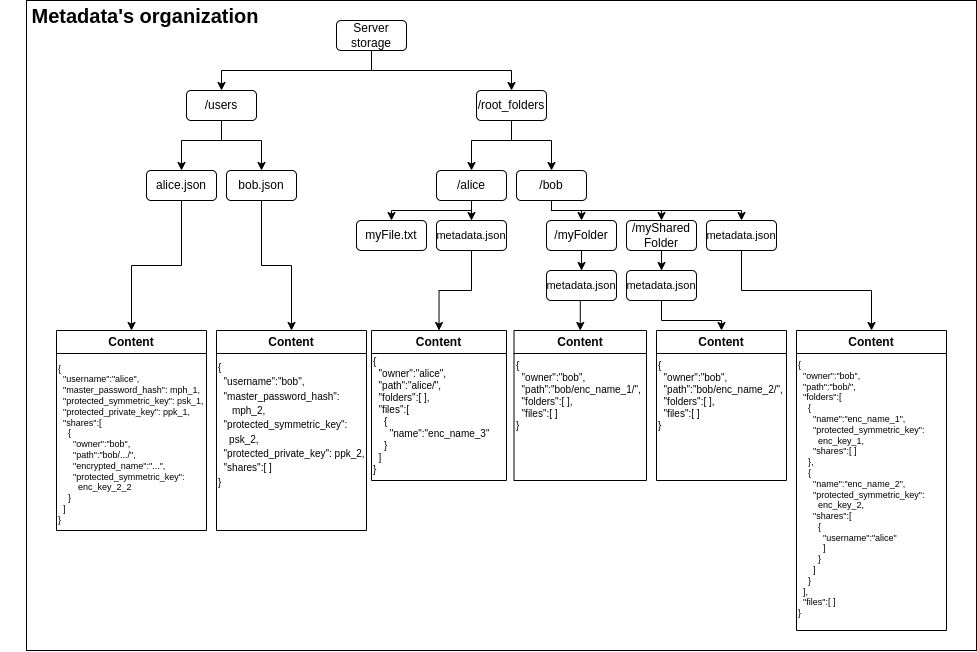 Metadata's organization
Server
storage
/users
/root_folders
alice.json
bob.json
/alice
/bob
myFile.txt
metadata.json
/myFolder
/myShared
Folder
metadata.json
metadata.json
metadata.json
Content
{
"username":"alice",
"master_password_hash": mph_1,
"protected_symmetric_key": psk_1,
"protected_private_key": ppk_1,
"shares":[
{
"owner":"bob",
"path":"bob/.../",
"encrypted_name":"...",
"protected_symmetric_key":
enc_key_2_2
}
]
}
Content
{
"username":"bob",
"master_password_hash":
mph_2,
"protected_symmetric_key":
psk_2,
"protected_private_key": ppk_2,
"shares":[ ]
}
Content
{
"owner":"alice",
"path":"alice/",
"folders":[ ],
"files":[
{
"name":"enc_name_3"
}
]
}
Content
{
"owner":"bob",
"path":"bob/enc_name_1/",
"folders":[ ],
"files":[ ]
}
Content
{
"owner":"bob",
"path":"bob/enc_name_2/",
"folders":[ ],
"files":[ ]
}
Content
{
"owner":"bob",
"path":"bob/",
"folders":[
{
"name":"enc_name_1",
"protected_symmetric_key":
enc_key_1,
"shares":[ ]
},
{
"name":"enc_name_2",
"protected_symmetric_key":
enc_key_2,
"shares":[
{
"username":"alice"
]
}
]
}
],
"files":[ ]
}